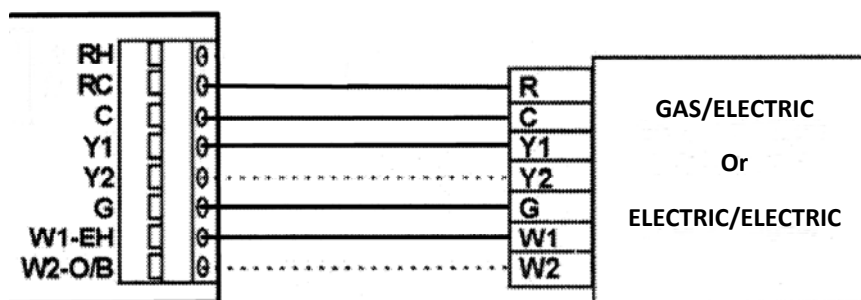 RH
RC
C
Y1
Y2
G
W1-EH
W2-O/B
R
C
Y1
Y2
G
W1
W2
GAS/ELECTRIC
Or
ELECTRIC/ELECTRIC